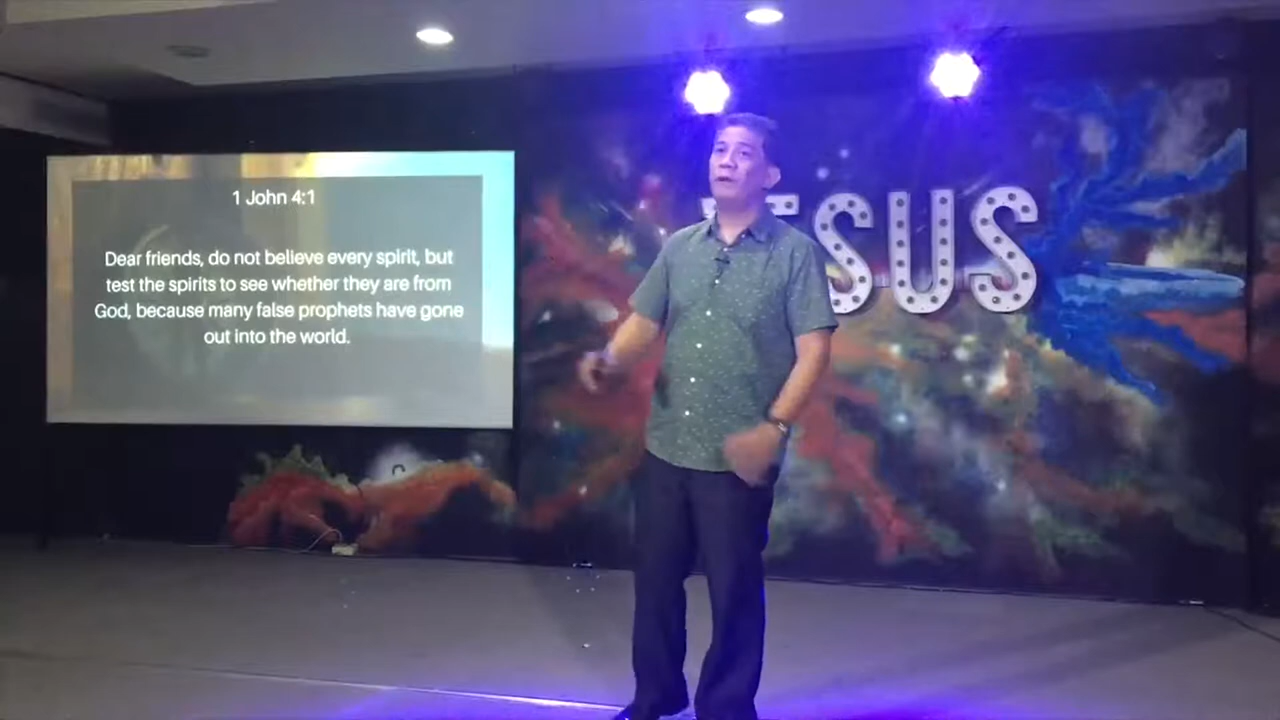 1 John 4:1
Dear friends, do not believe every spirit, but
test the spirits to see whether they are from
God, because many false prophets have gone
out into the world.
JESUS